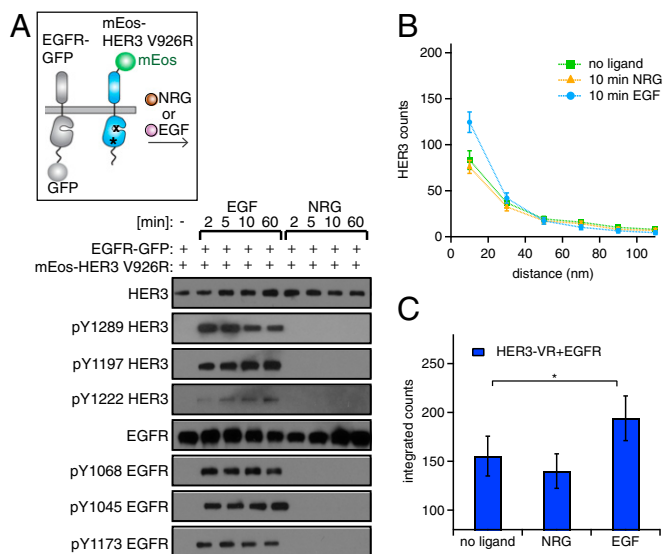 A
EGFR-
GFP
mEos-
HER3 V926R
mEos
x
*
NRG
or
EGF
GFP
EGF NRG
[min]: - 2 5 10 60 2 5 10 60
EGFR-GFP: + + + + + + + + +
mEos-HER3 V926R: + + + + + + + + +
HER3
pY1289 HER3
pY1197 HER3
pY1222 HER3
EGFR
pY1068 EGFR
pY1045 EGFR
pY1173 EGFR
B
200
150
100
50
0
HER3 counts
no ligand
10 min NRG
10 min EGF
0 20 40 60 80 100
distance (nm)
C
HER3-VR+EGFR
*
250
200
150
100
integrated counts
no ligand NRG EGF